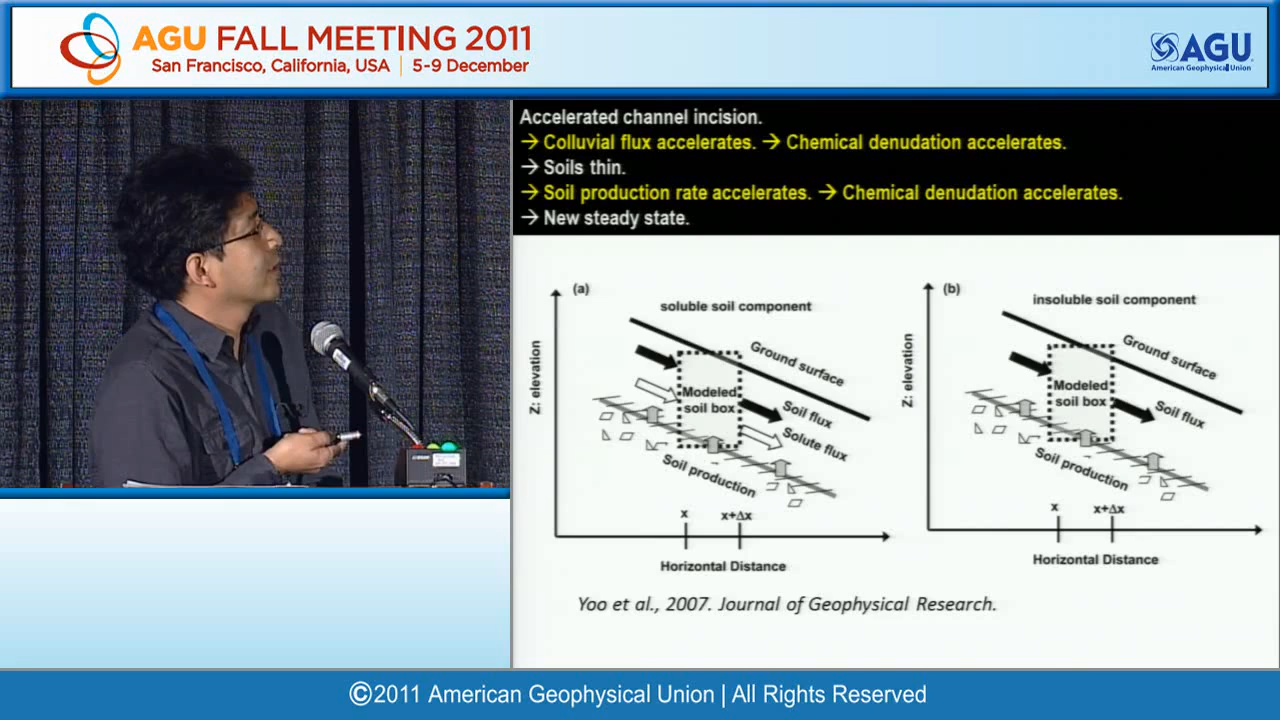 AGU FALL MEETING 2011
San Francisco, California, USA | 5-9 December
AGU
American Geophysical Union
Accelerated channel incision.
→ Colluvial flux accelerates. → Chemical denudation accelerates.
→ Soils thin.
→ Soil production rate accelerates. → Chemical denudation accelerates.
→ New steady state.
(a)
soluble soil component
Z: elevation
Ground surface
Modeled
soil box
Soil flux
Solute flux
Soil production
x
x+Δx
Horizontal Distance
(b)
insoluble soil component
Z: elevation
Ground surface
Modeled
soil box
Soil flux
Soil production
x
x+Δx
Horizontal Distance
Yoo et al., 2007. Journal of Geophysical Research.
©2011 American Geophysical Union | All Rights Reserved